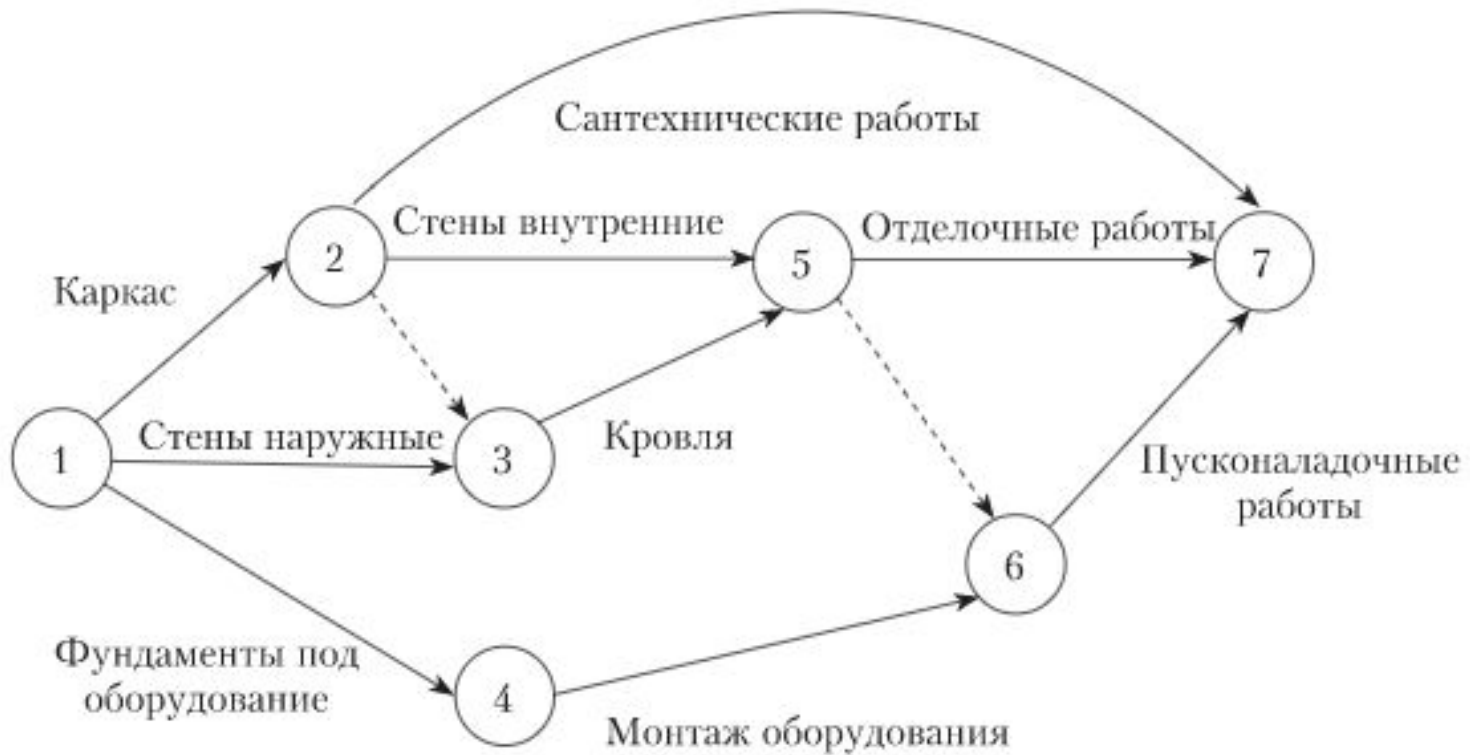 Сантехнические работы
2
Стены внутренние
5
Отделочные работы
7
Каркас
1
Стены наружные
3
Кровля
Пусконаладочные
работы
6
Фундаменты под
оборудование
4
Монтаж оборудования